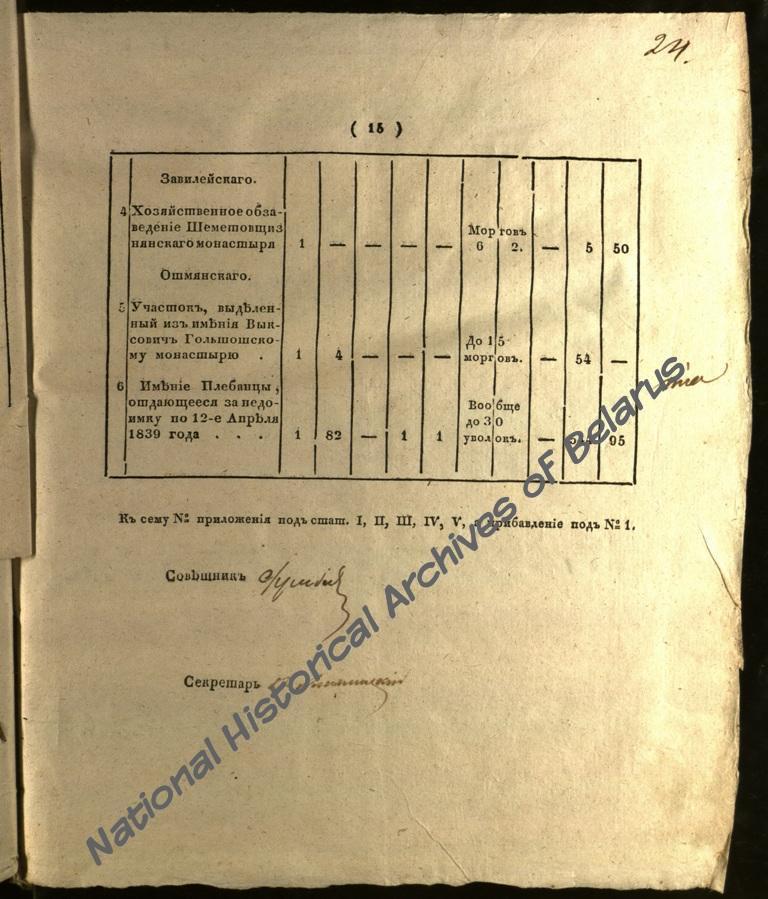 24.
( 15 )
Завилейскаго.
4 Хозяйственное обза-
ведéніе Шеметовщиз
нянскаго монастыря 1 — — — — Морговъ 6 2. — 5 50
Ошмянскаго.
5 Участокъ, выдѣлен-
ный изъ имѣнія Вык-
совичъ Гольшошско-
му монастырю . 1 4 — — — До 15 морговъ. — 54 —
6 Имѣніе Плебанцы,
отдающееся за недо-
имку по 12-е Апрѣля
1839 года . . . 1 82 — 1 1 Вообще до 30 уволокъ. — 95
Къ сему № приложенія подъ стат. I, II, III, IV, V, и прибавленіе подъ № 1.
Совѣтникъ
Секретарь
National Historical Archives of Belarus